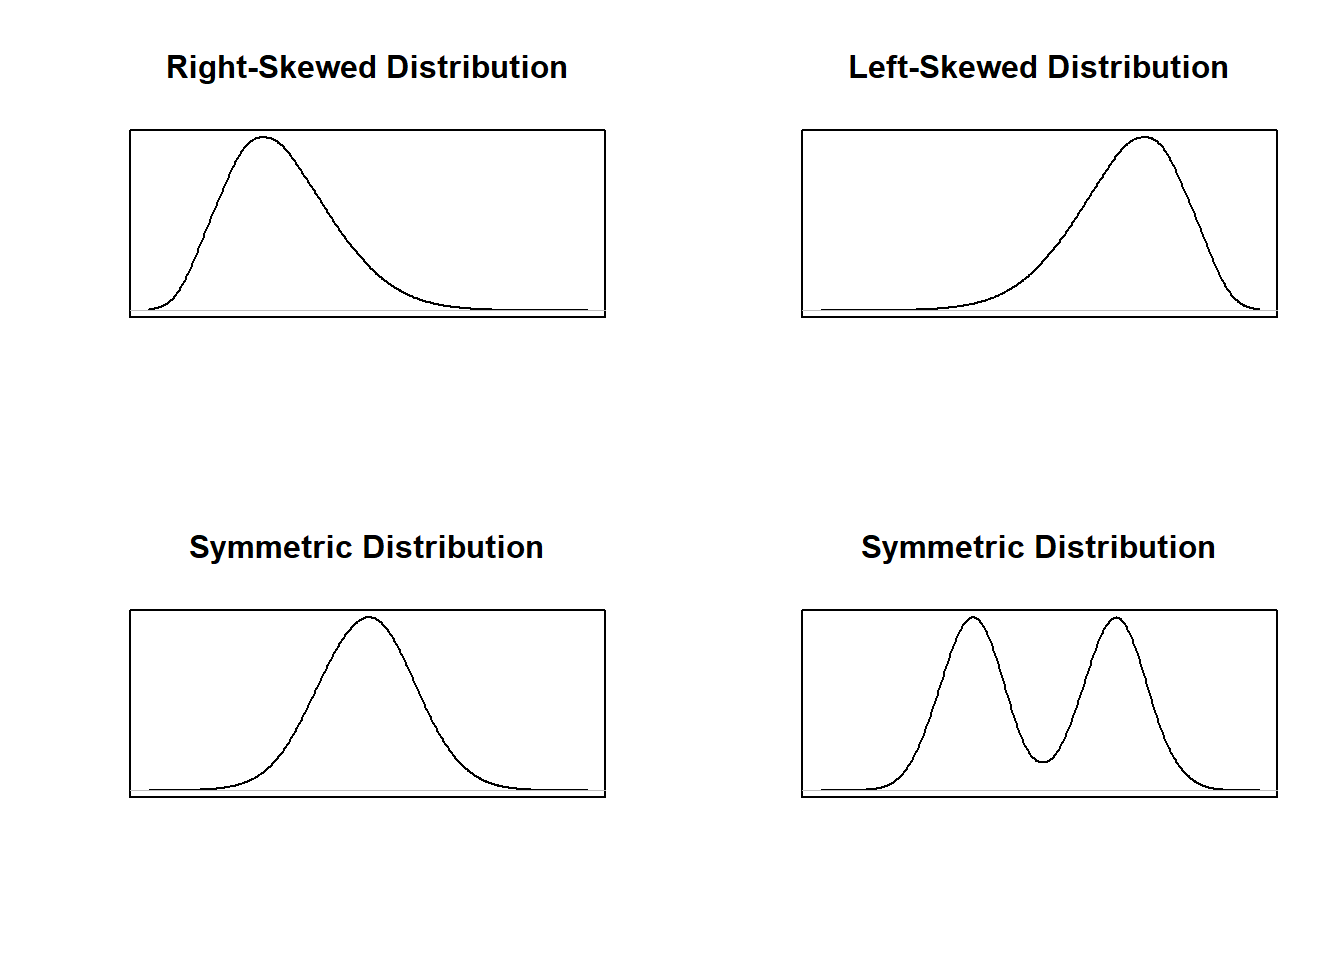 Right-Skewed Distribution
Left-Skewed Distribution
Symmetric Distribution
Symmetric Distribution